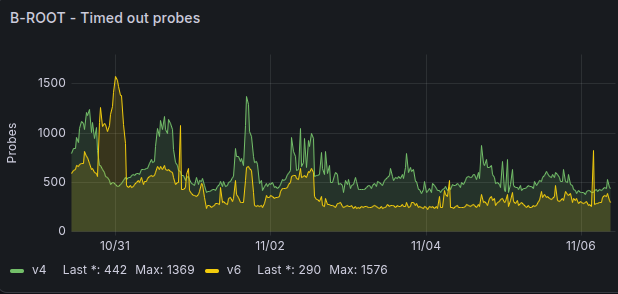 B-ROOT - Timed out probes
Probes
1500
1000
500
0
10/31 11/02 11/04 11/06
v4 Last *: 442 Max: 1369 v6 Last *: 290 Max: 1576